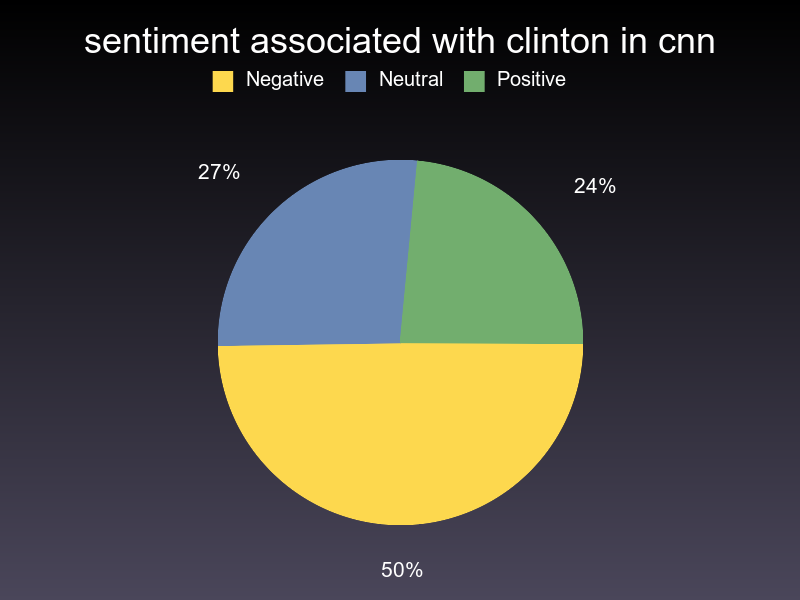 sentiment associated with clinton in cnn
Negative Neutral Positive
27%
24%
50%